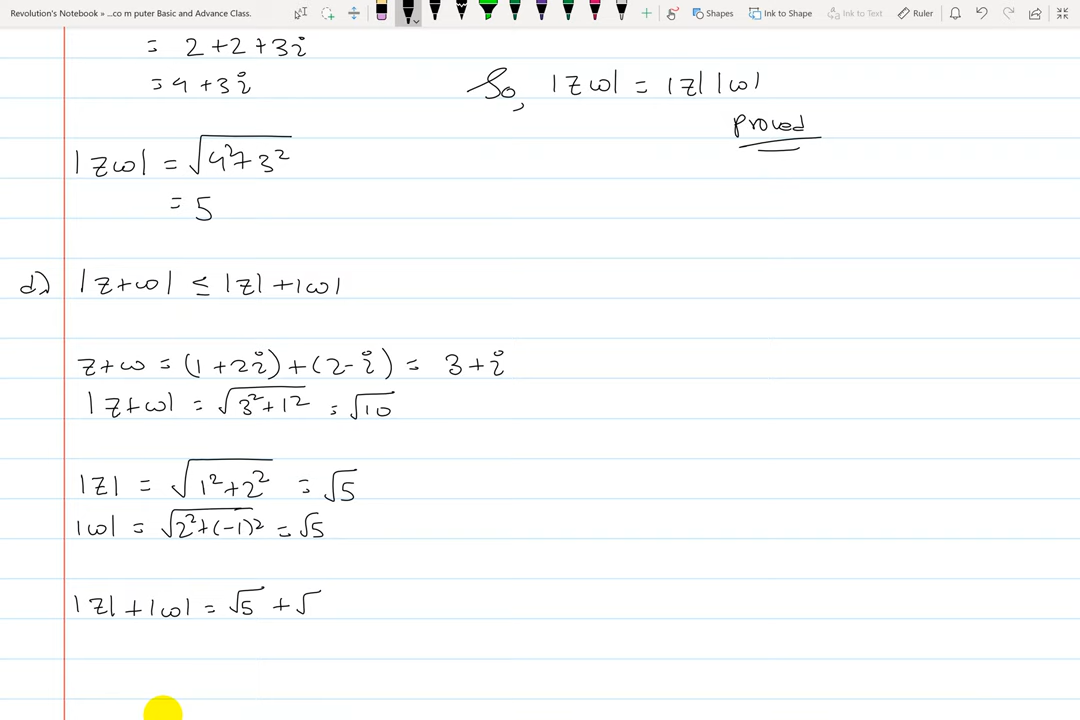 Revolution's Notebook » ...co m puter Basic and Advance Class.
Shapes
Ink to Shape
Ink to Text
Ruler
= 2 + 2 + 3i
= 4 + 3i
|zω| = √(4² + 3²)
= 5
So, |zω| = |z| |ω|
proved
d) |z+ω| ≤ |z| + |ω|
z+ω = (1+2i) + (2-i) = 3+i
|z+ω| = √(3²+1²) = √10
|z| = √(1²+2²) = √5
|ω| = √(2²+(-1)²) = √5
|z| + |ω| = √5 + √